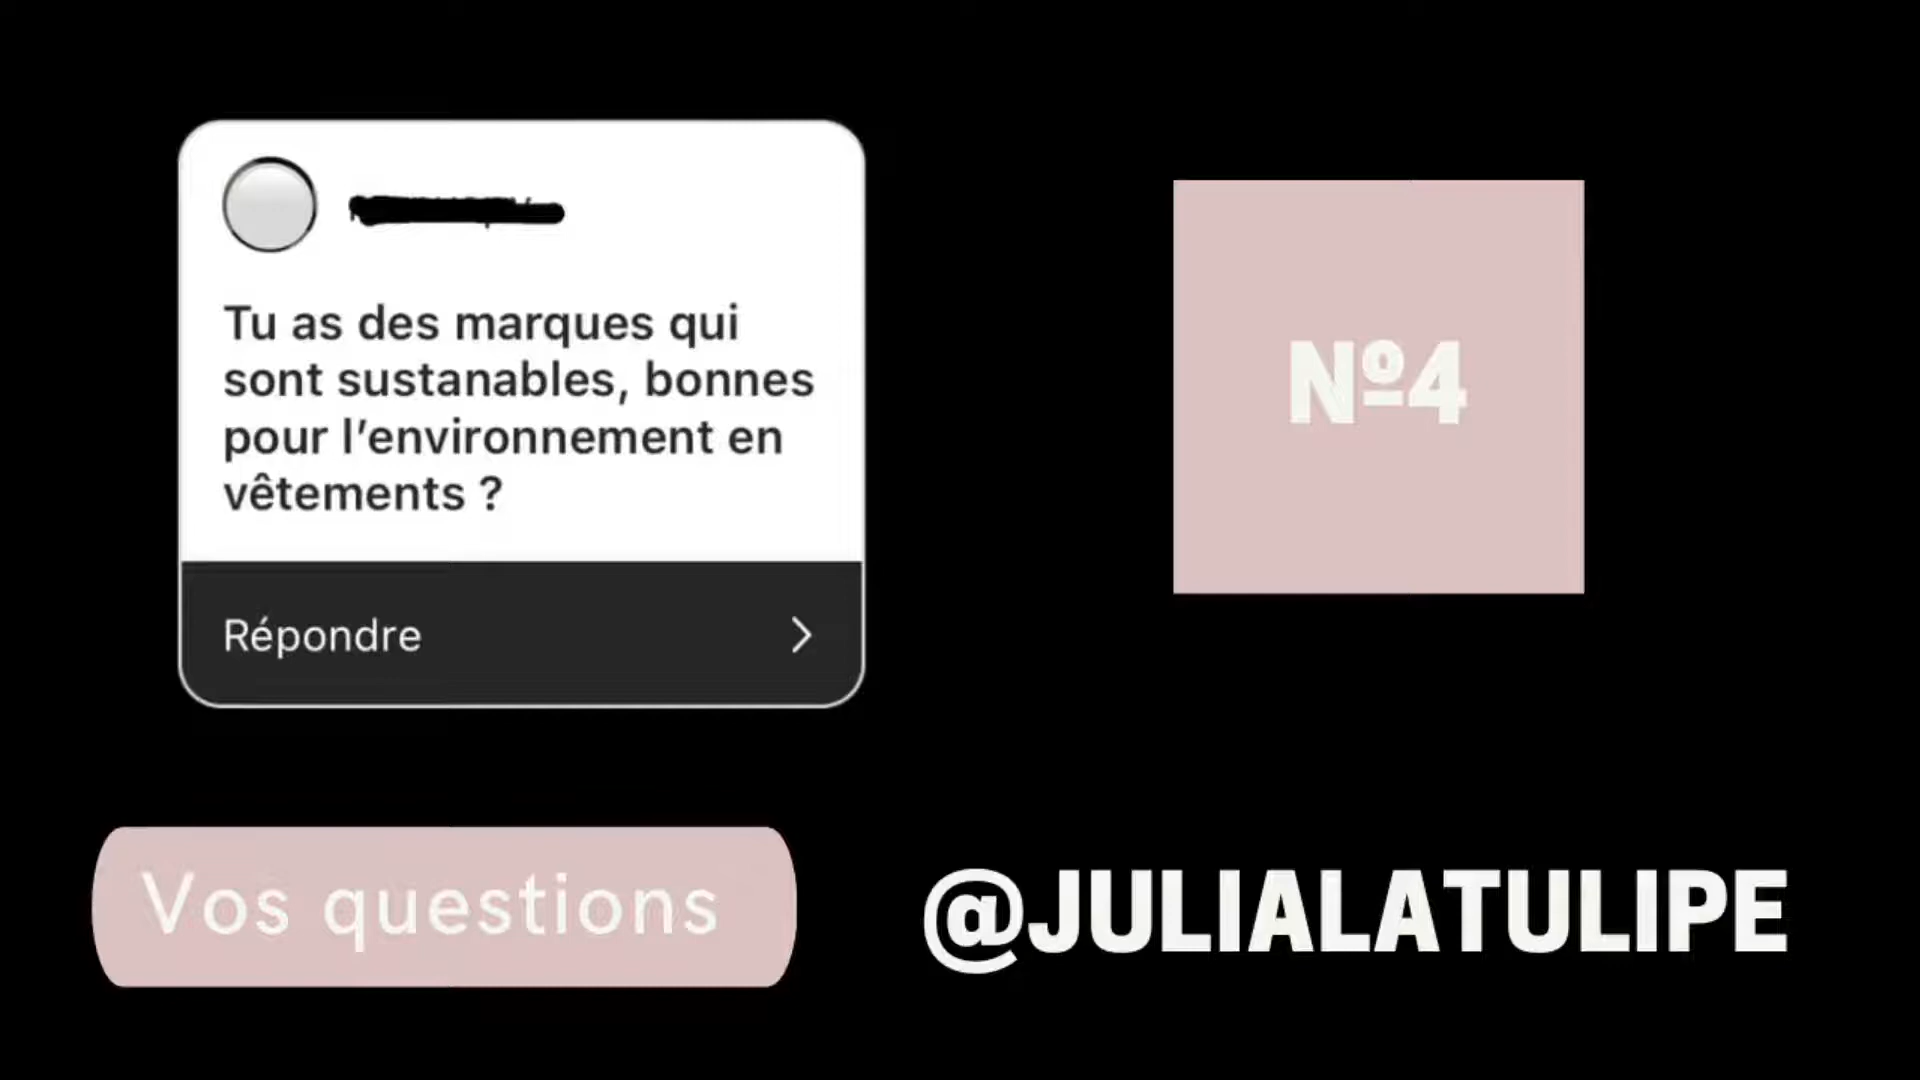 Tu as des marques qui
sont sustanables, bonnes
pour l’environnement en
vêtements ?
Répondre
Nº4
Vos questions
@JULIALATULIPE